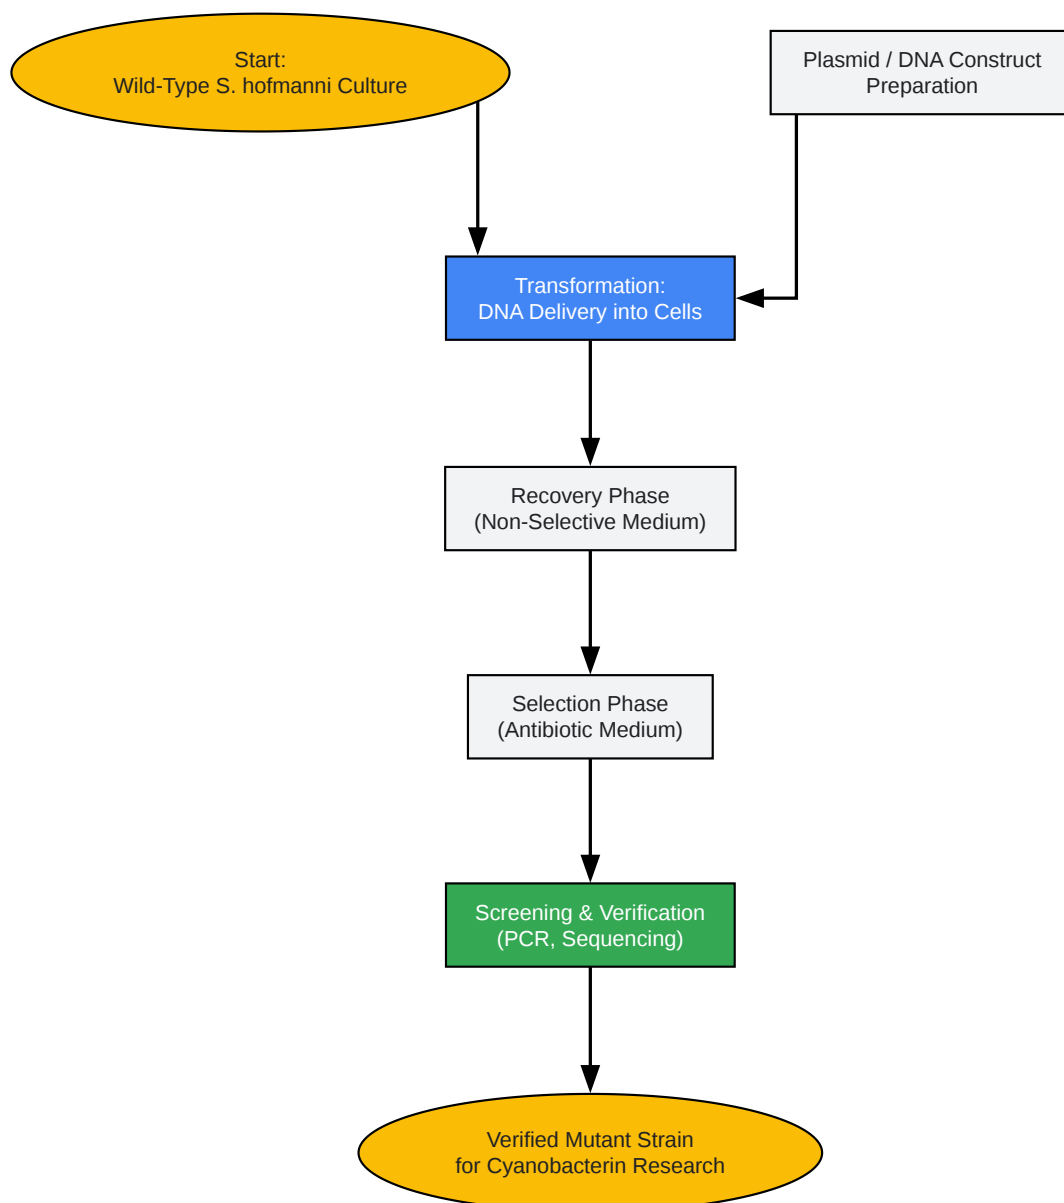 Start:
Wild-Type S. hofmanni Culture
Plasmid / DNA Construct
Preparation
Transformation:
DNA Delivery into Cells
Recovery Phase
(Non-Selective Medium)
Selection Phase
(Antibiotic Medium)
Screening & Verification
(PCR, Sequencing)
Verified Mutant Strain
for Cyanobacterin Research